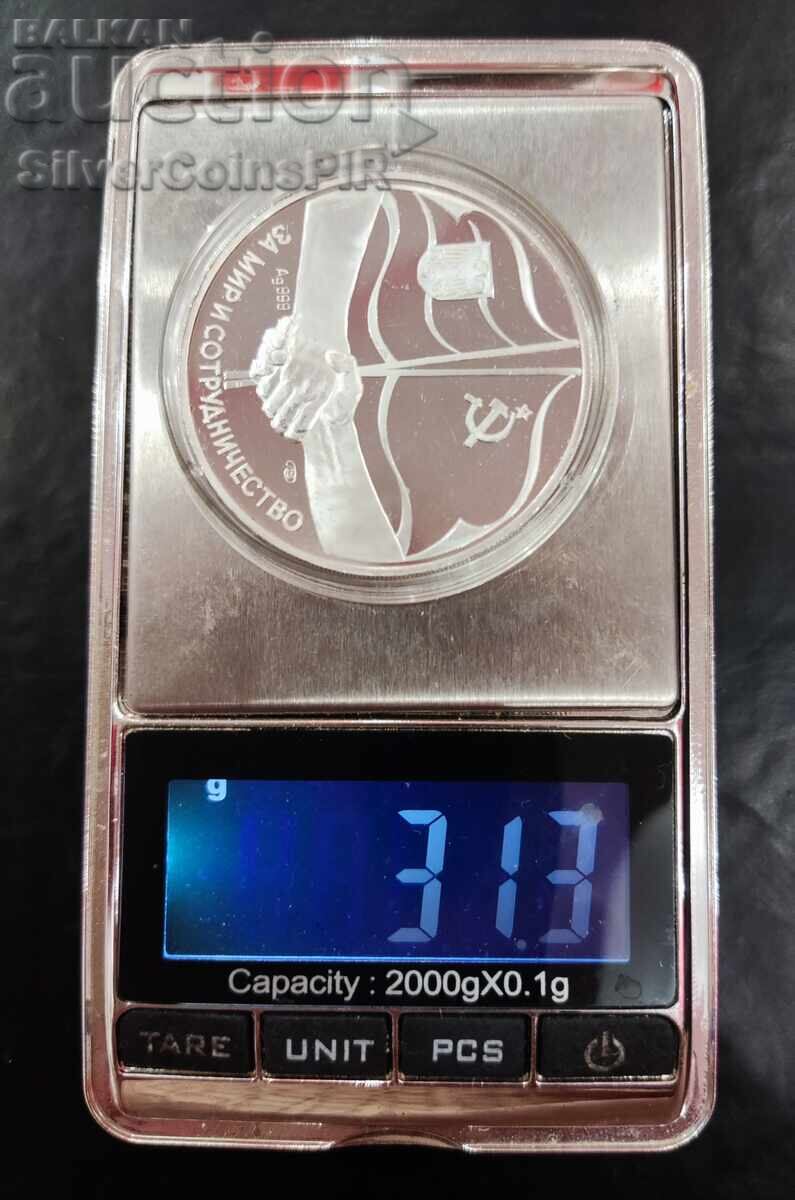 BALKAN
auction
SilverCoinsPIR
ЗА МИР И СОТРУДНИЧЕСТВО
Ag 999
g
31.3
Capacity : 2000gX0.1g
TARE
UNIT
PCS